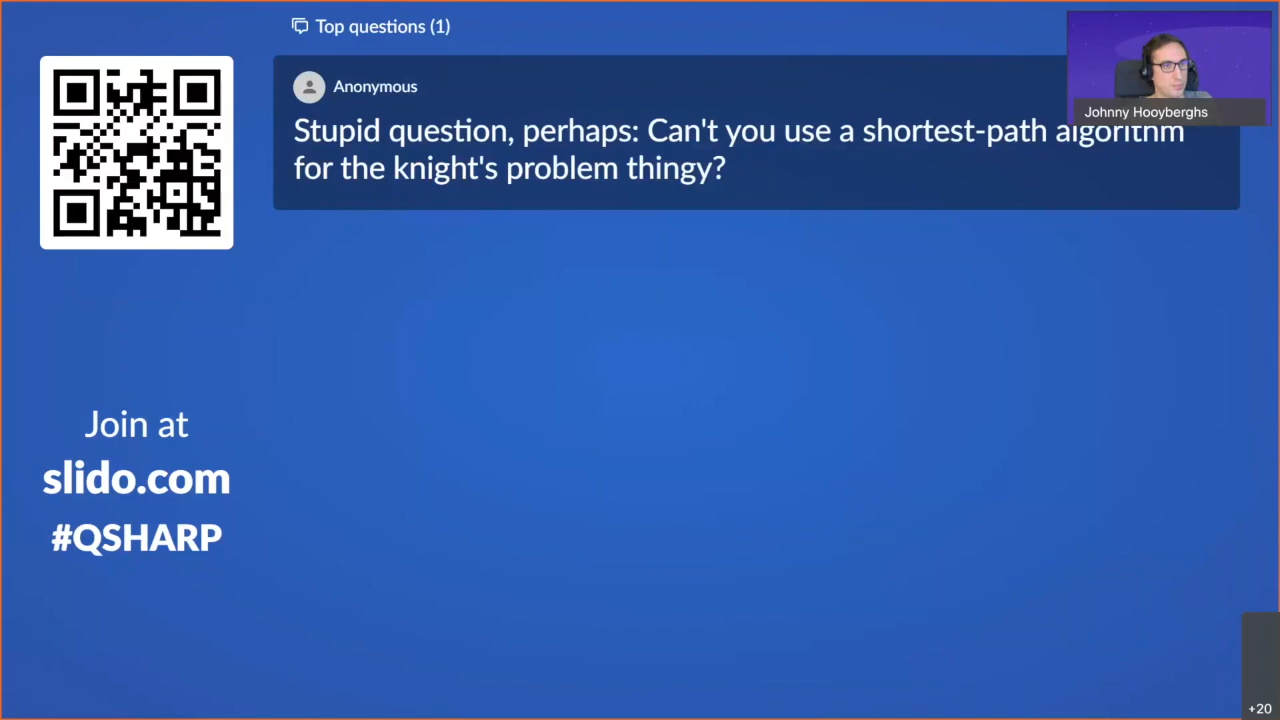 Top questions (1)
Anonymous
Stupid question, perhaps: Can't you use a shortest-path algorithm
for the knight's problem thingy?
Johnny Hooyberghs
Join at
slido.com
#QSHARP
+20